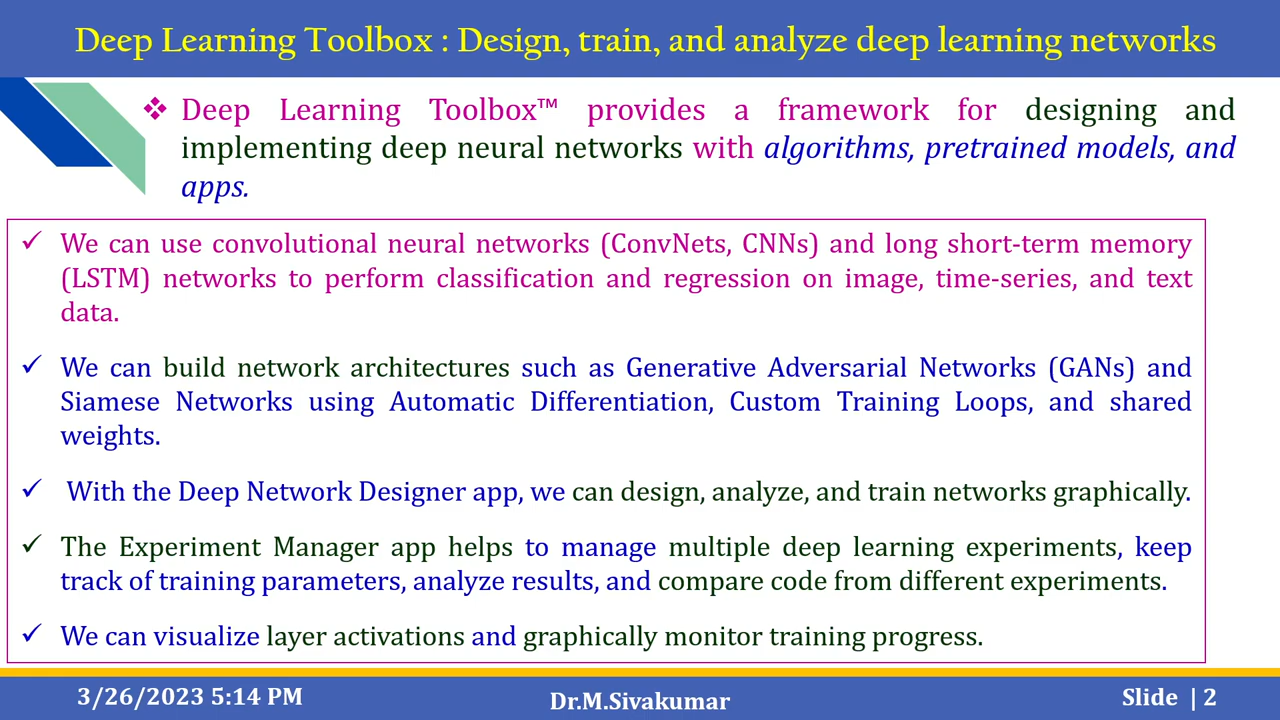 Deep Learning Toolbox : Design, train, and analyze deep learning networks
❖ Deep Learning Toolbox™ provides a framework for designing and
implementing deep neural networks with algorithms, pretrained models, and
apps.
✓ We can use convolutional neural networks (ConvNets, CNNs) and long short-term memory
(LSTM) networks to perform classification and regression on image, time-series, and text
data.
✓ We can build network architectures such as Generative Adversarial Networks (GANs) and
Siamese Networks using Automatic Differentiation, Custom Training Loops, and shared
weights.
✓ With the Deep Network Designer app, we can design, analyze, and train networks graphically.
✓ The Experiment Manager app helps to manage multiple deep learning experiments, keep
track of training parameters, analyze results, and compare code from different experiments.
✓ We can visualize layer activations and graphically monitor training progress.
3/26/2023 5:14 PM
Dr.M.Sivakumar
Slide | 2